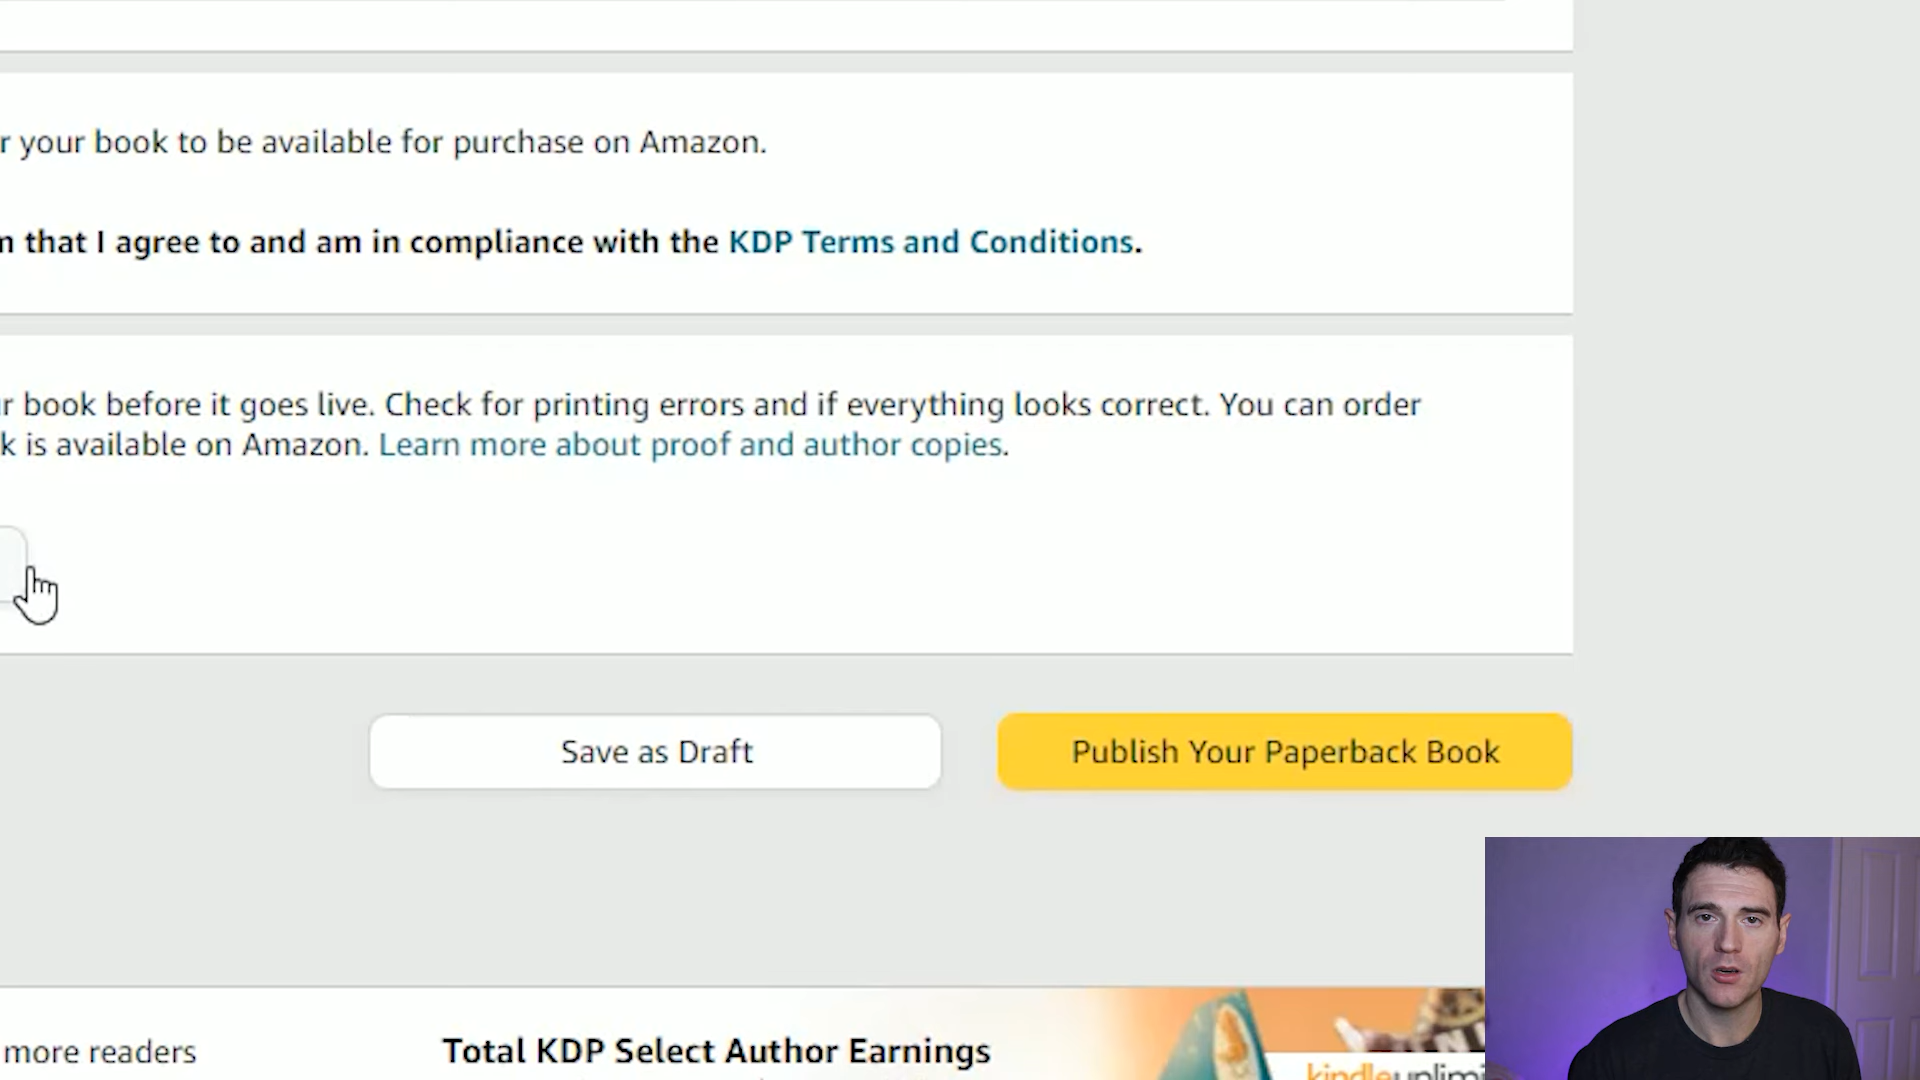 r your book to be available for purchase on Amazon.
that I agree to and am in compliance with the KDP Terms and Conditions.
r book before it goes live. Check for printing errors and if everything looks correct. You can order
k is available on Amazon. Learn more about proof and author copies.
Save as Draft
Publish Your Paperback Book
more readers
Total KDP Select Author Earnings
kindleunlimi